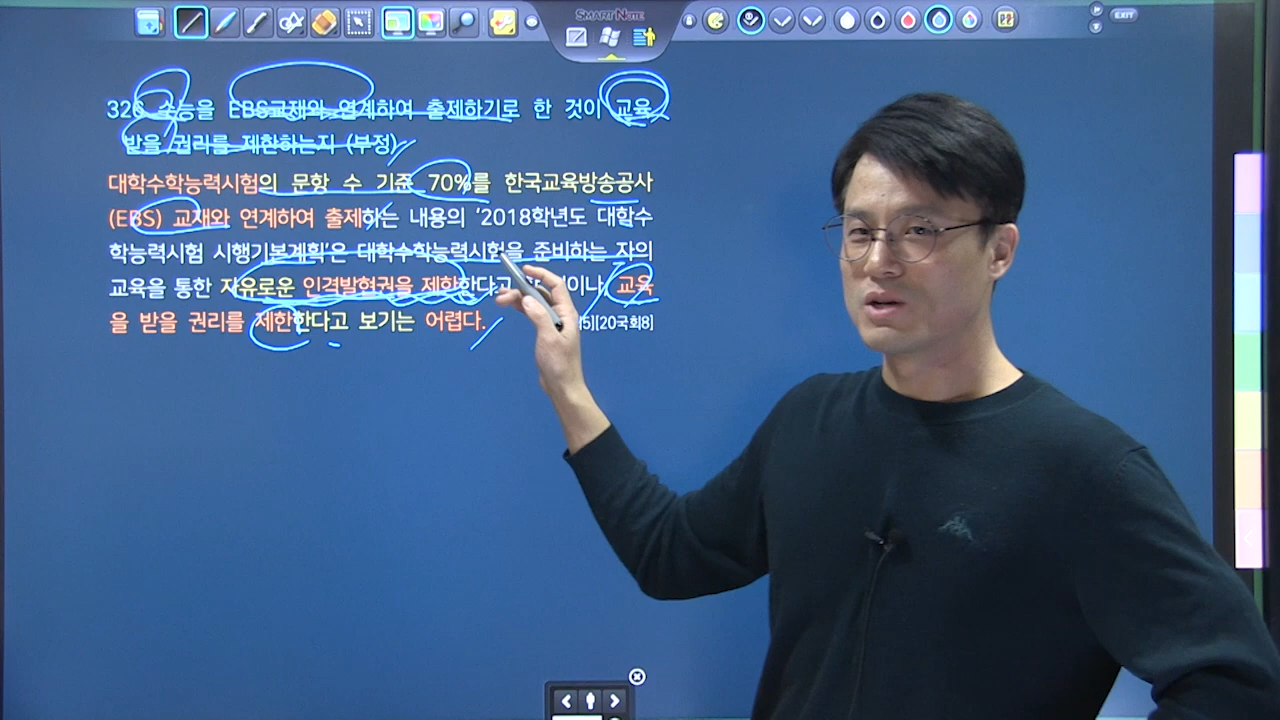 SMARTNOTE
EXIT
326 수능을 EBS교재와 연계하여 출제하기로 한 것이 교육
받을 권리를 제한하는지 (부정)
대학수학능력시험의 문항 수 기준 70%를 한국교육방송공사
(EBS) 교재와 연계하여 출제하는 내용의 '2018학년도 대학수
학능력시험 시행기본계획'은 대학수학능력시험을 준비하는 자의
교육을 통한 자유로운 인격발현권을 제한한다고 이나, 교육
을 받을 권리를 제한한다고 보기는 어렵다. 5][20국회8]